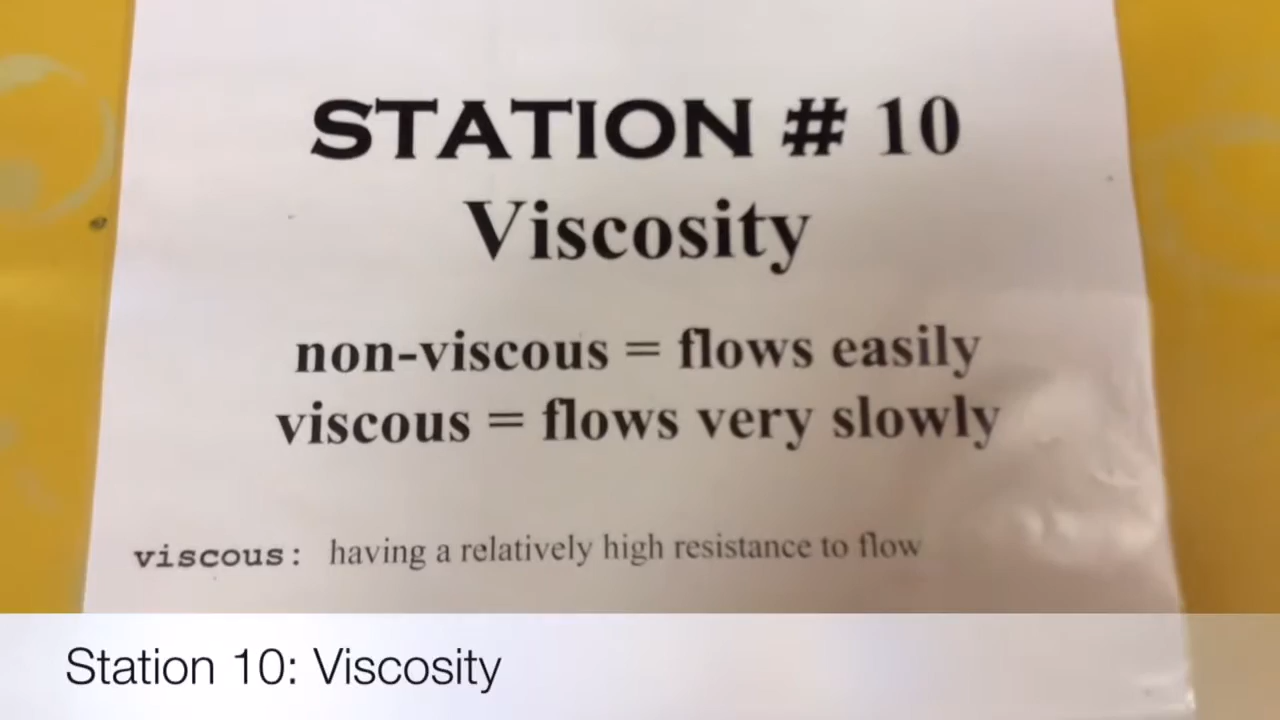 STATION # 10
Viscosity
non-viscous = flows easily
viscous = flows very slowly
viscous: having a relatively high resistance to flow
Station 10: Viscosity